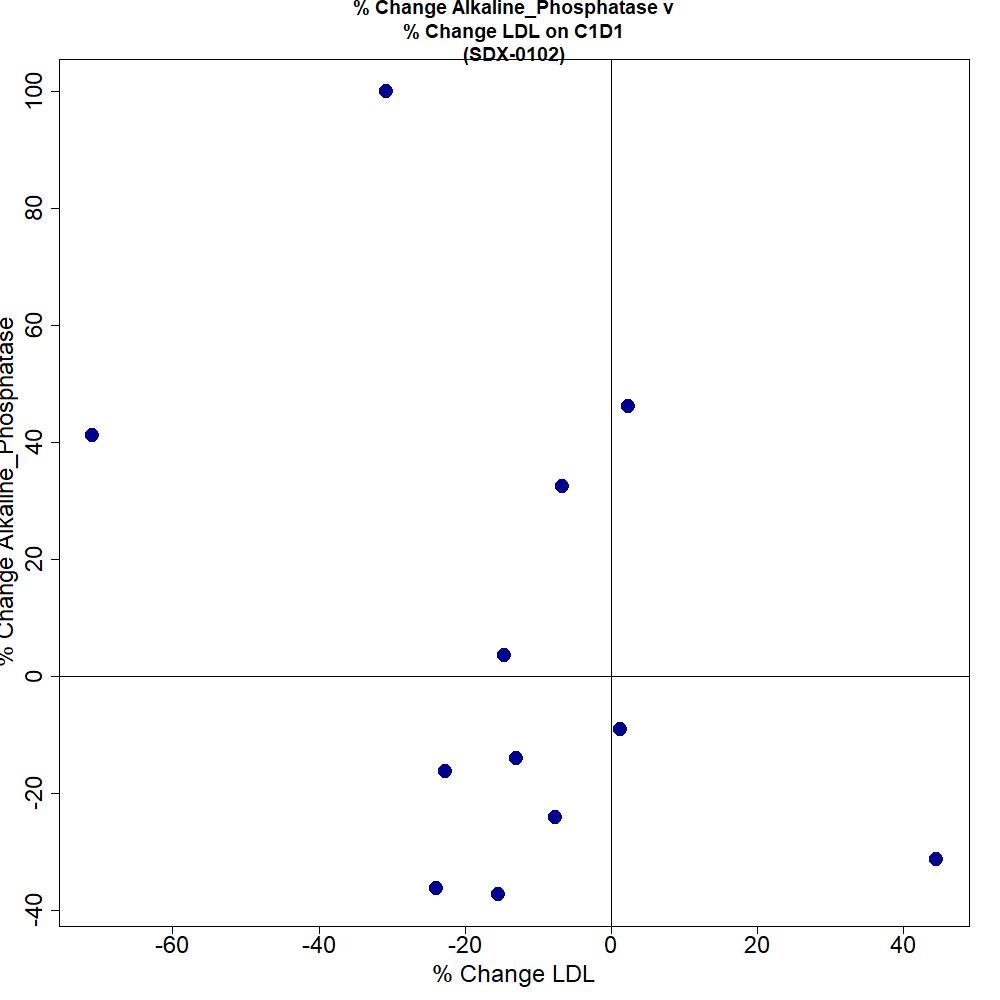 % Change Alkaline_Phosphatase v
% Change LDL on C1D1
(SDX-0102)
% Change Alkaline_Phosphatase
100
80
60
40
20
0
-20
-40
-60
-40
-20
0
20
40
% Change LDL